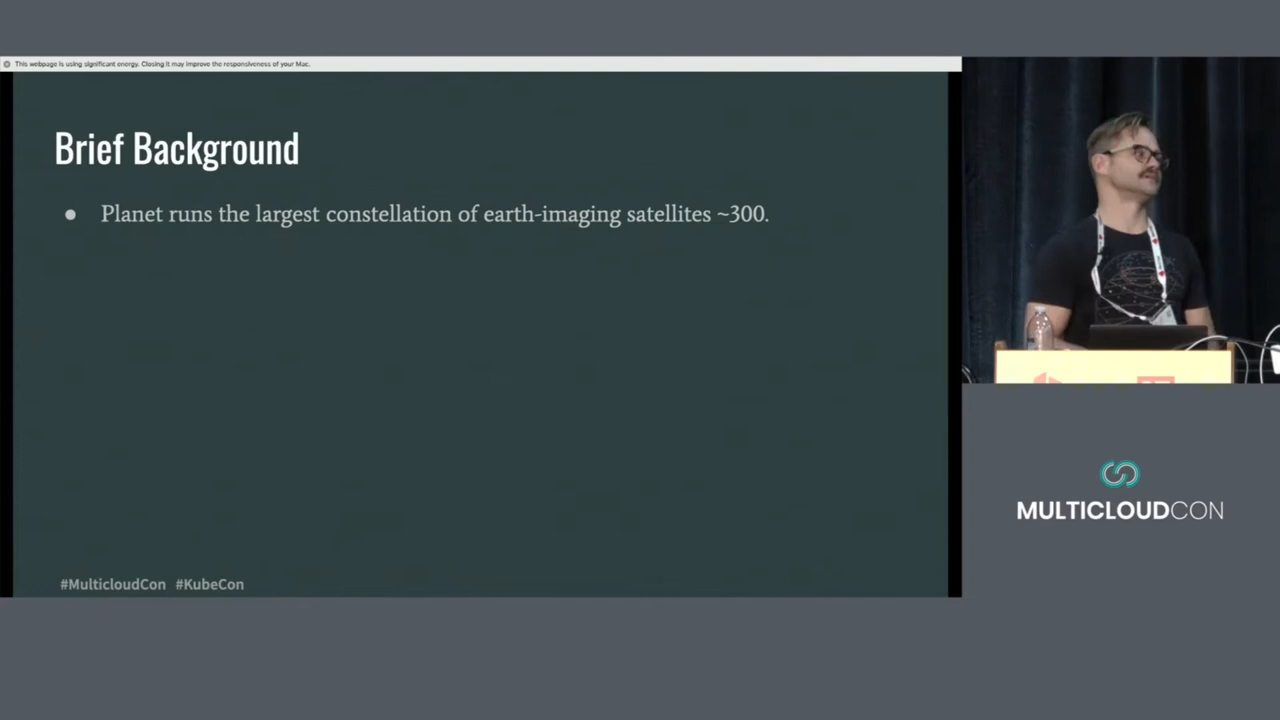 This webpage is using significant energy. Closing it may improve the responsiveness of your Mac.
Brief Background
● Planet runs the largest constellation of earth-imaging satellites ~300.
#MulticloudCon #KubeCon
MULTICLOUDCON